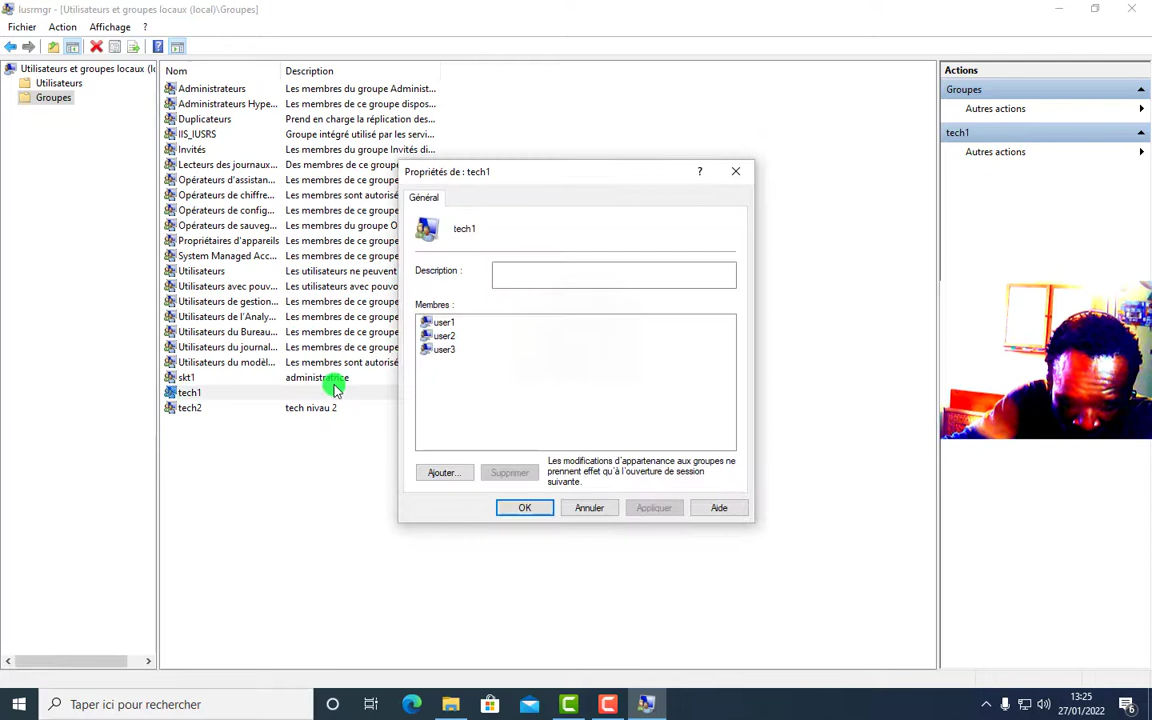 lusrmgr - [Utilisateurs et groupes locaux (local)\Groupes]
Fichier Action Affichage ?
Utilisateurs et groupes locaux (l
Utilisateurs
Groupes
Nom Description
Administrateurs Les membres du groupe Administ...
Administrateurs Hype... Les membres de ce groupe dispos...
Duplicateurs Prend en charge la réplication des...
IIS_IUSRS Groupe intégré utilisé par les servi...
Invités Les membres du groupe Invités di...
Lecteurs des journaux... Des membres de ce groupe
Opérateurs d'assistan... Les membres de ce groupe
Opérateurs de chiffre... Les membres sont autorisé
Opérateurs de config... Les membres de ce groupe
Opérateurs de sauveg... Les membres du groupe O
Propriétaires d'appareils Les membres de ce groupe
System Managed Acc... Les membres de ce groupe
Utilisateurs Les utilisateurs ne peuvent
Utilisateurs avec pouv... Les utilisateurs avec pouvo
Utilisateurs de gestion... Les membres de ce groupe
Utilisateurs de l'Analy... Les membres de ce groupe
Utilisateurs du Bureau... Les membres de ce groupe
Utilisateurs du journal... Les membres de ce groupe
Utilisateurs du modèl... Les membres sont autorisé
skt1 administratrice
tech1
tech2 tech nivau 2
Propriétés de : tech1
?
Général
tech1
Description :
Membres :
user1
user2
user3
Ajouter...
Supprimer
Les modifications d'appartenance aux groupes ne
prennent effet qu'à l'ouverture de session
suivante.
OK Annuler Appliquer Aide
Actions
Groupes
Autres actions
tech1
Autres actions
Taper ici pour rechercher
13:25
27/01/2022
6